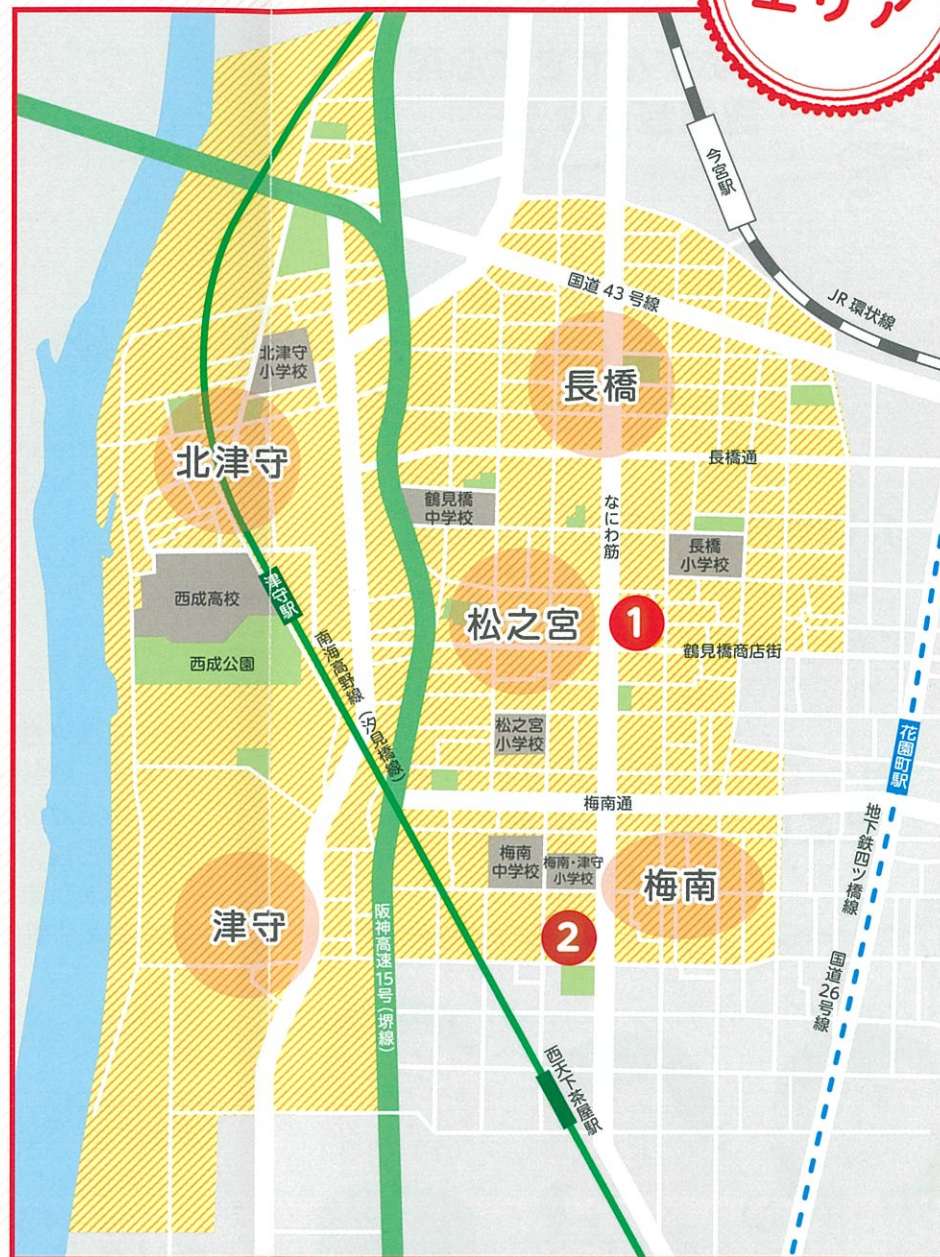 エリア
今宮駅
JR環状線
国道43号線
長橋
北津守
小学校
北津守
長橋通
鶴見橋
中学校
なにわ筋
長橋
小学校
西成高校
津守駅
松之宮
1
西成公園
南海高野線(汐見橋線)
鶴見橋商店街
松之宮
小学校
花園町駅
梅南通
地下鉄四ツ橋線
梅南
中学校
梅南・津守
小学校
梅南
津守
阪神高速15号(堺線)
2
国道26号線
西天下茶屋駅